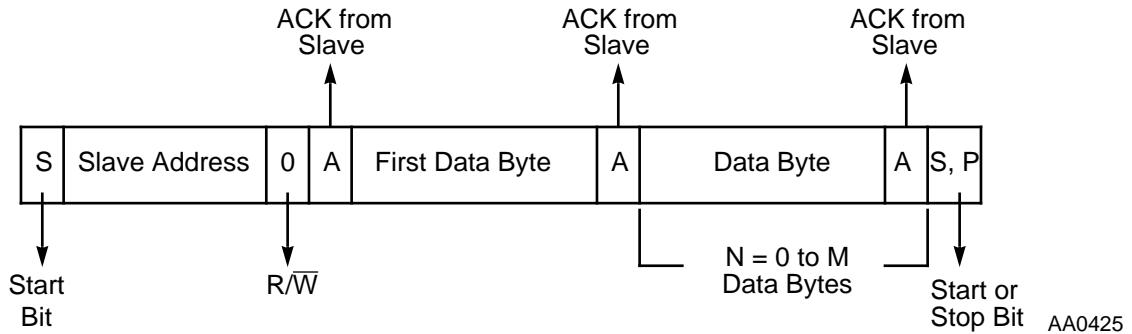 ACK from
Slave
ACK from
Slave
ACK from
Slave
S Slave Address 0 A First Data Byte A Data Byte A S, P
Start
Bit
R/W̅
N = 0 to M
Data Bytes
Start or
Stop Bit
AA0425